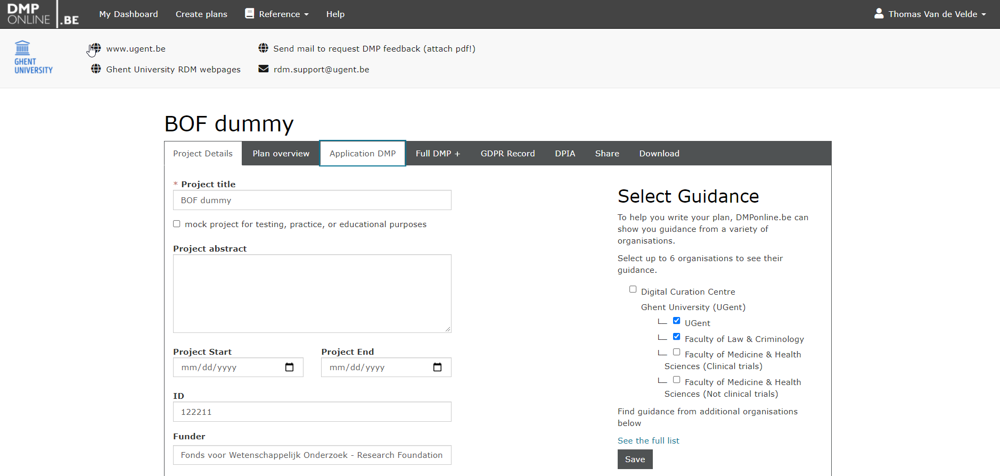 DMP
ONLINE .BE
My Dashboard Create plans Reference Help Thomas Van de Velde
GHENT
UNIVERSITY
www.ugent.be Send mail to request DMP feedback (attach pdf!)
Ghent University RDM webpages rdm.support@ugent.be
BOF dummy
Project Details Plan overview Application DMP Full DMP + GDPR Record DPIA Share Download
* Project title
BOF dummy
mock project for testing, practice, or educational purposes
Project abstract
Project Start Project End
mm/dd/yyyy mm/dd/yyyy
ID
122211
Funder
Fonds voor Wetenschappelijk Onderzoek - Research Foundation
Select Guidance
To help you write your plan, DMPonline.be can
show you guidance from a variety of
organisations.
Select up to 6 organisations to see their
guidance.
Digital Curation Centre
Ghent University (UGent)
UGent
Faculty of Law & Criminology
Faculty of Medicine & Health
Sciences (Clinical trials)
Faculty of Medicine & Health
Sciences (Not clinical trials)
Find guidance from additional organisations
below
See the full list
Save